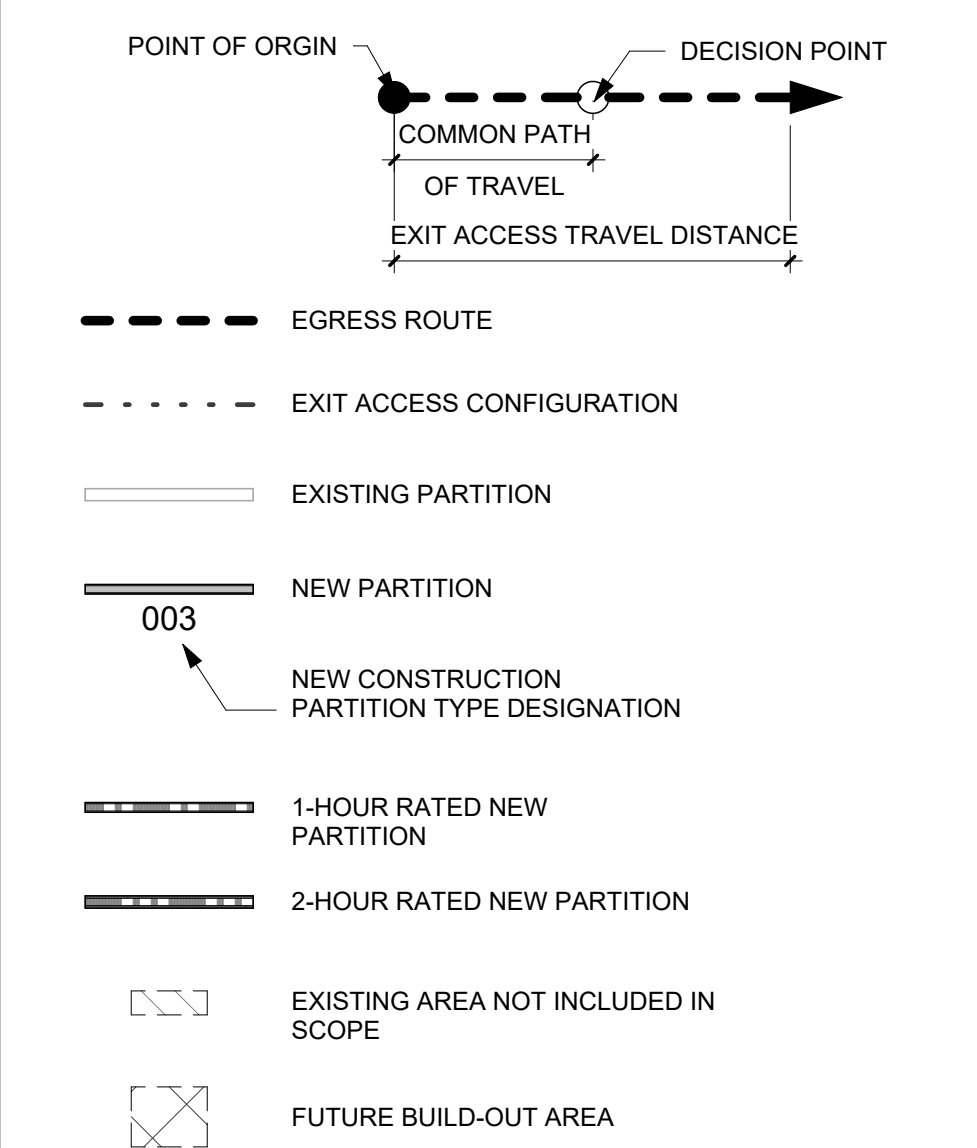 POINT OF ORGIN
DECISION POINT
COMMON PATH
OF TRAVEL
EXIT ACCESS TRAVEL DISTANCE
EGRESS ROUTE
EXIT ACCESS CONFIGURATION
EXISTING PARTITION
NEW PARTITION
003
NEW CONSTRUCTION
PARTITION TYPE DESIGNATION
1-HOUR RATED NEW
PARTITION
2-HOUR RATED NEW PARTITION
EXISTING AREA NOT INCLUDED IN
SCOPE
FUTURE BUILD-OUT AREA